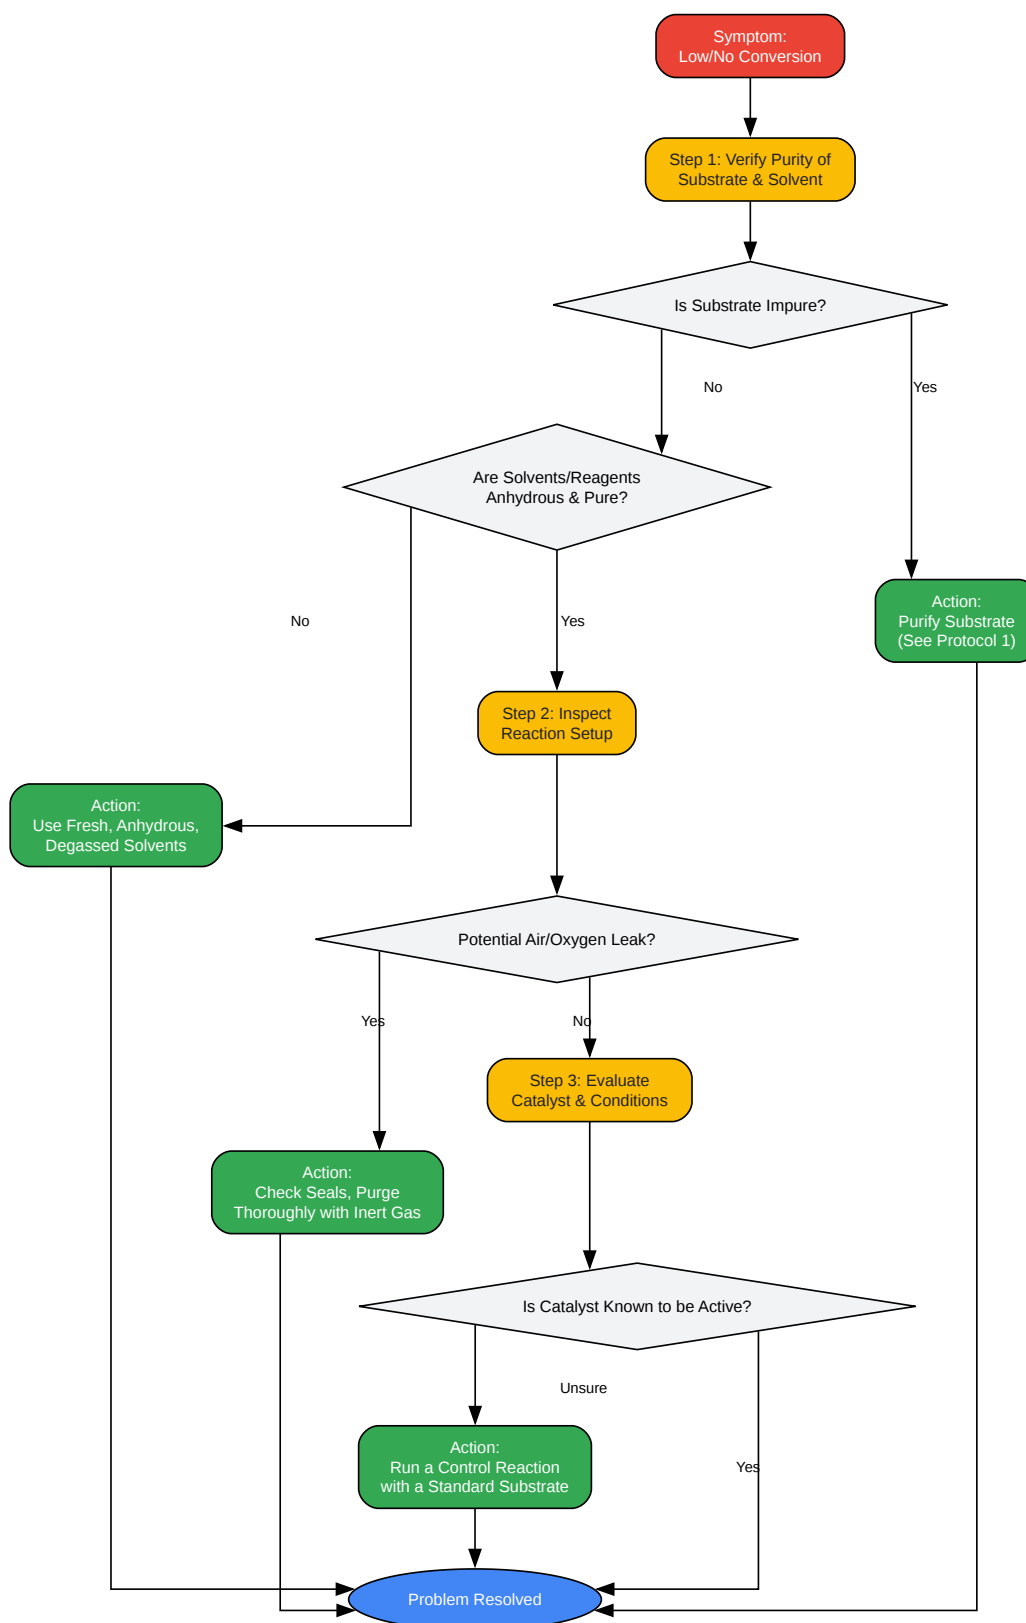 Symptom:
Low/No Conversion
Step 1: Verify Purity of
Substrate & Solvent
Is Substrate Impure?
No
Yes
Are Solvents/Reagents
Anhydrous & Pure?
Action:
Purify Substrate
(See Protocol 1)
No
Yes
Step 2: Inspect
Reaction Setup
Action:
Use Fresh, Anhydrous,
Degassed Solvents
Potential Air/Oxygen Leak?
Yes
No
Step 3: Evaluate
Catalyst & Conditions
Action:
Check Seals, Purge
Thoroughly with Inert Gas
Is Catalyst Known to be Active?
Unsure
Yes
Action:
Run a Control Reaction
with a Standard Substrate
Problem Resolved